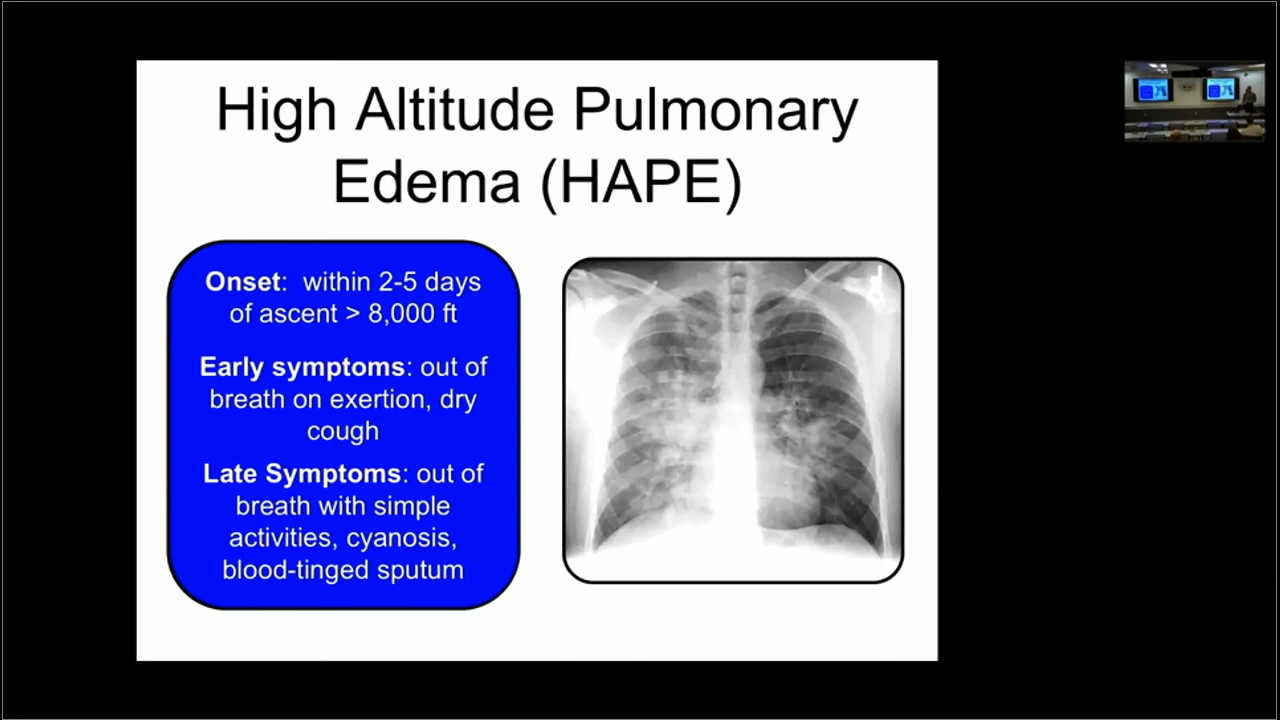 High Altitude Pulmonary
Edema (HAPE)
Onset: within 2-5 days
of ascent > 8,000 ft
Early symptoms: out of
breath on exertion, dry
cough
Late Symptoms: out of
breath with simple
activities, cyanosis,
blood-tinged sputum